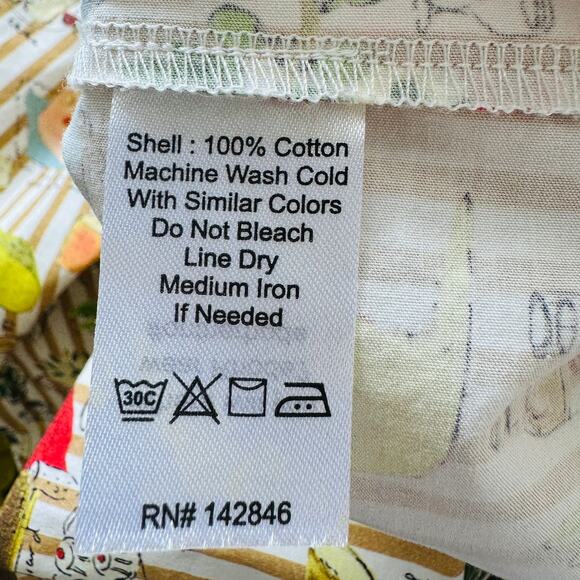 Shell : 100% Cotton
Machine Wash Cold
With Similar Colors
Do Not Bleach
Line Dry
Medium Iron
If Needed
30C
RN# 142846